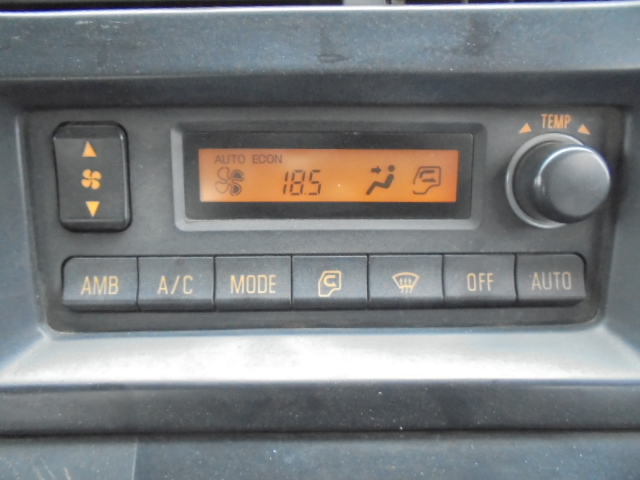 TEMP
AUTO ECON
18.5
AMB A/C MODE OFF AUTO